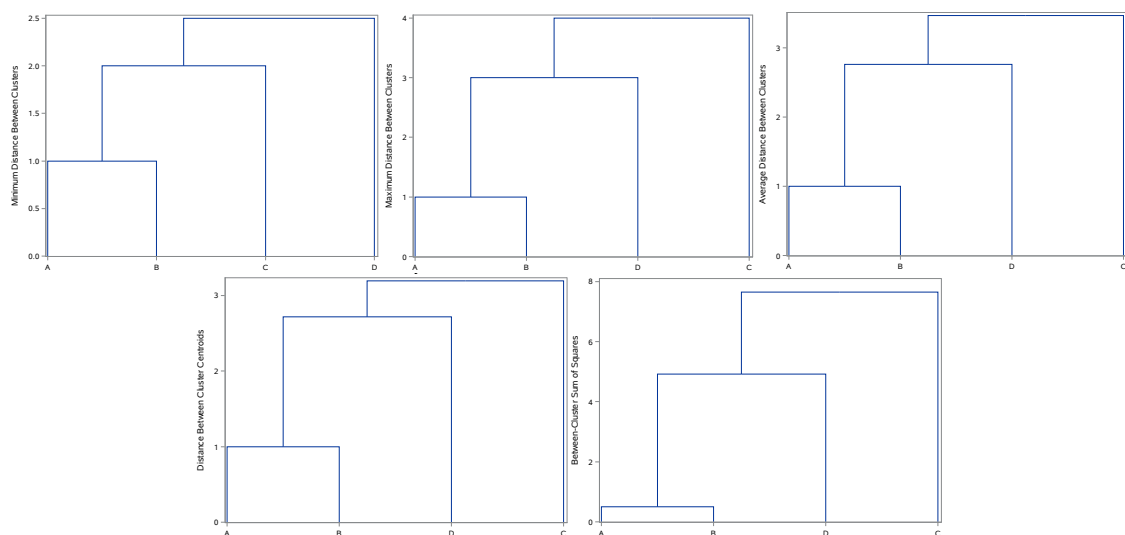 Minimum Distance Between Clusters
2.5
2.0
1.5
1.0
0.5
0.0
A B C D
Maximum Distance Between Clusters
4
3
2
1
0
A B D C
Average Distance Between Clusters
3
2
1
0
A B D C
Distance Between Cluster Centroids
3
2
1
0
A B D C
Between-Cluster Sum of Squares
8
6
4
2
0
A B D C